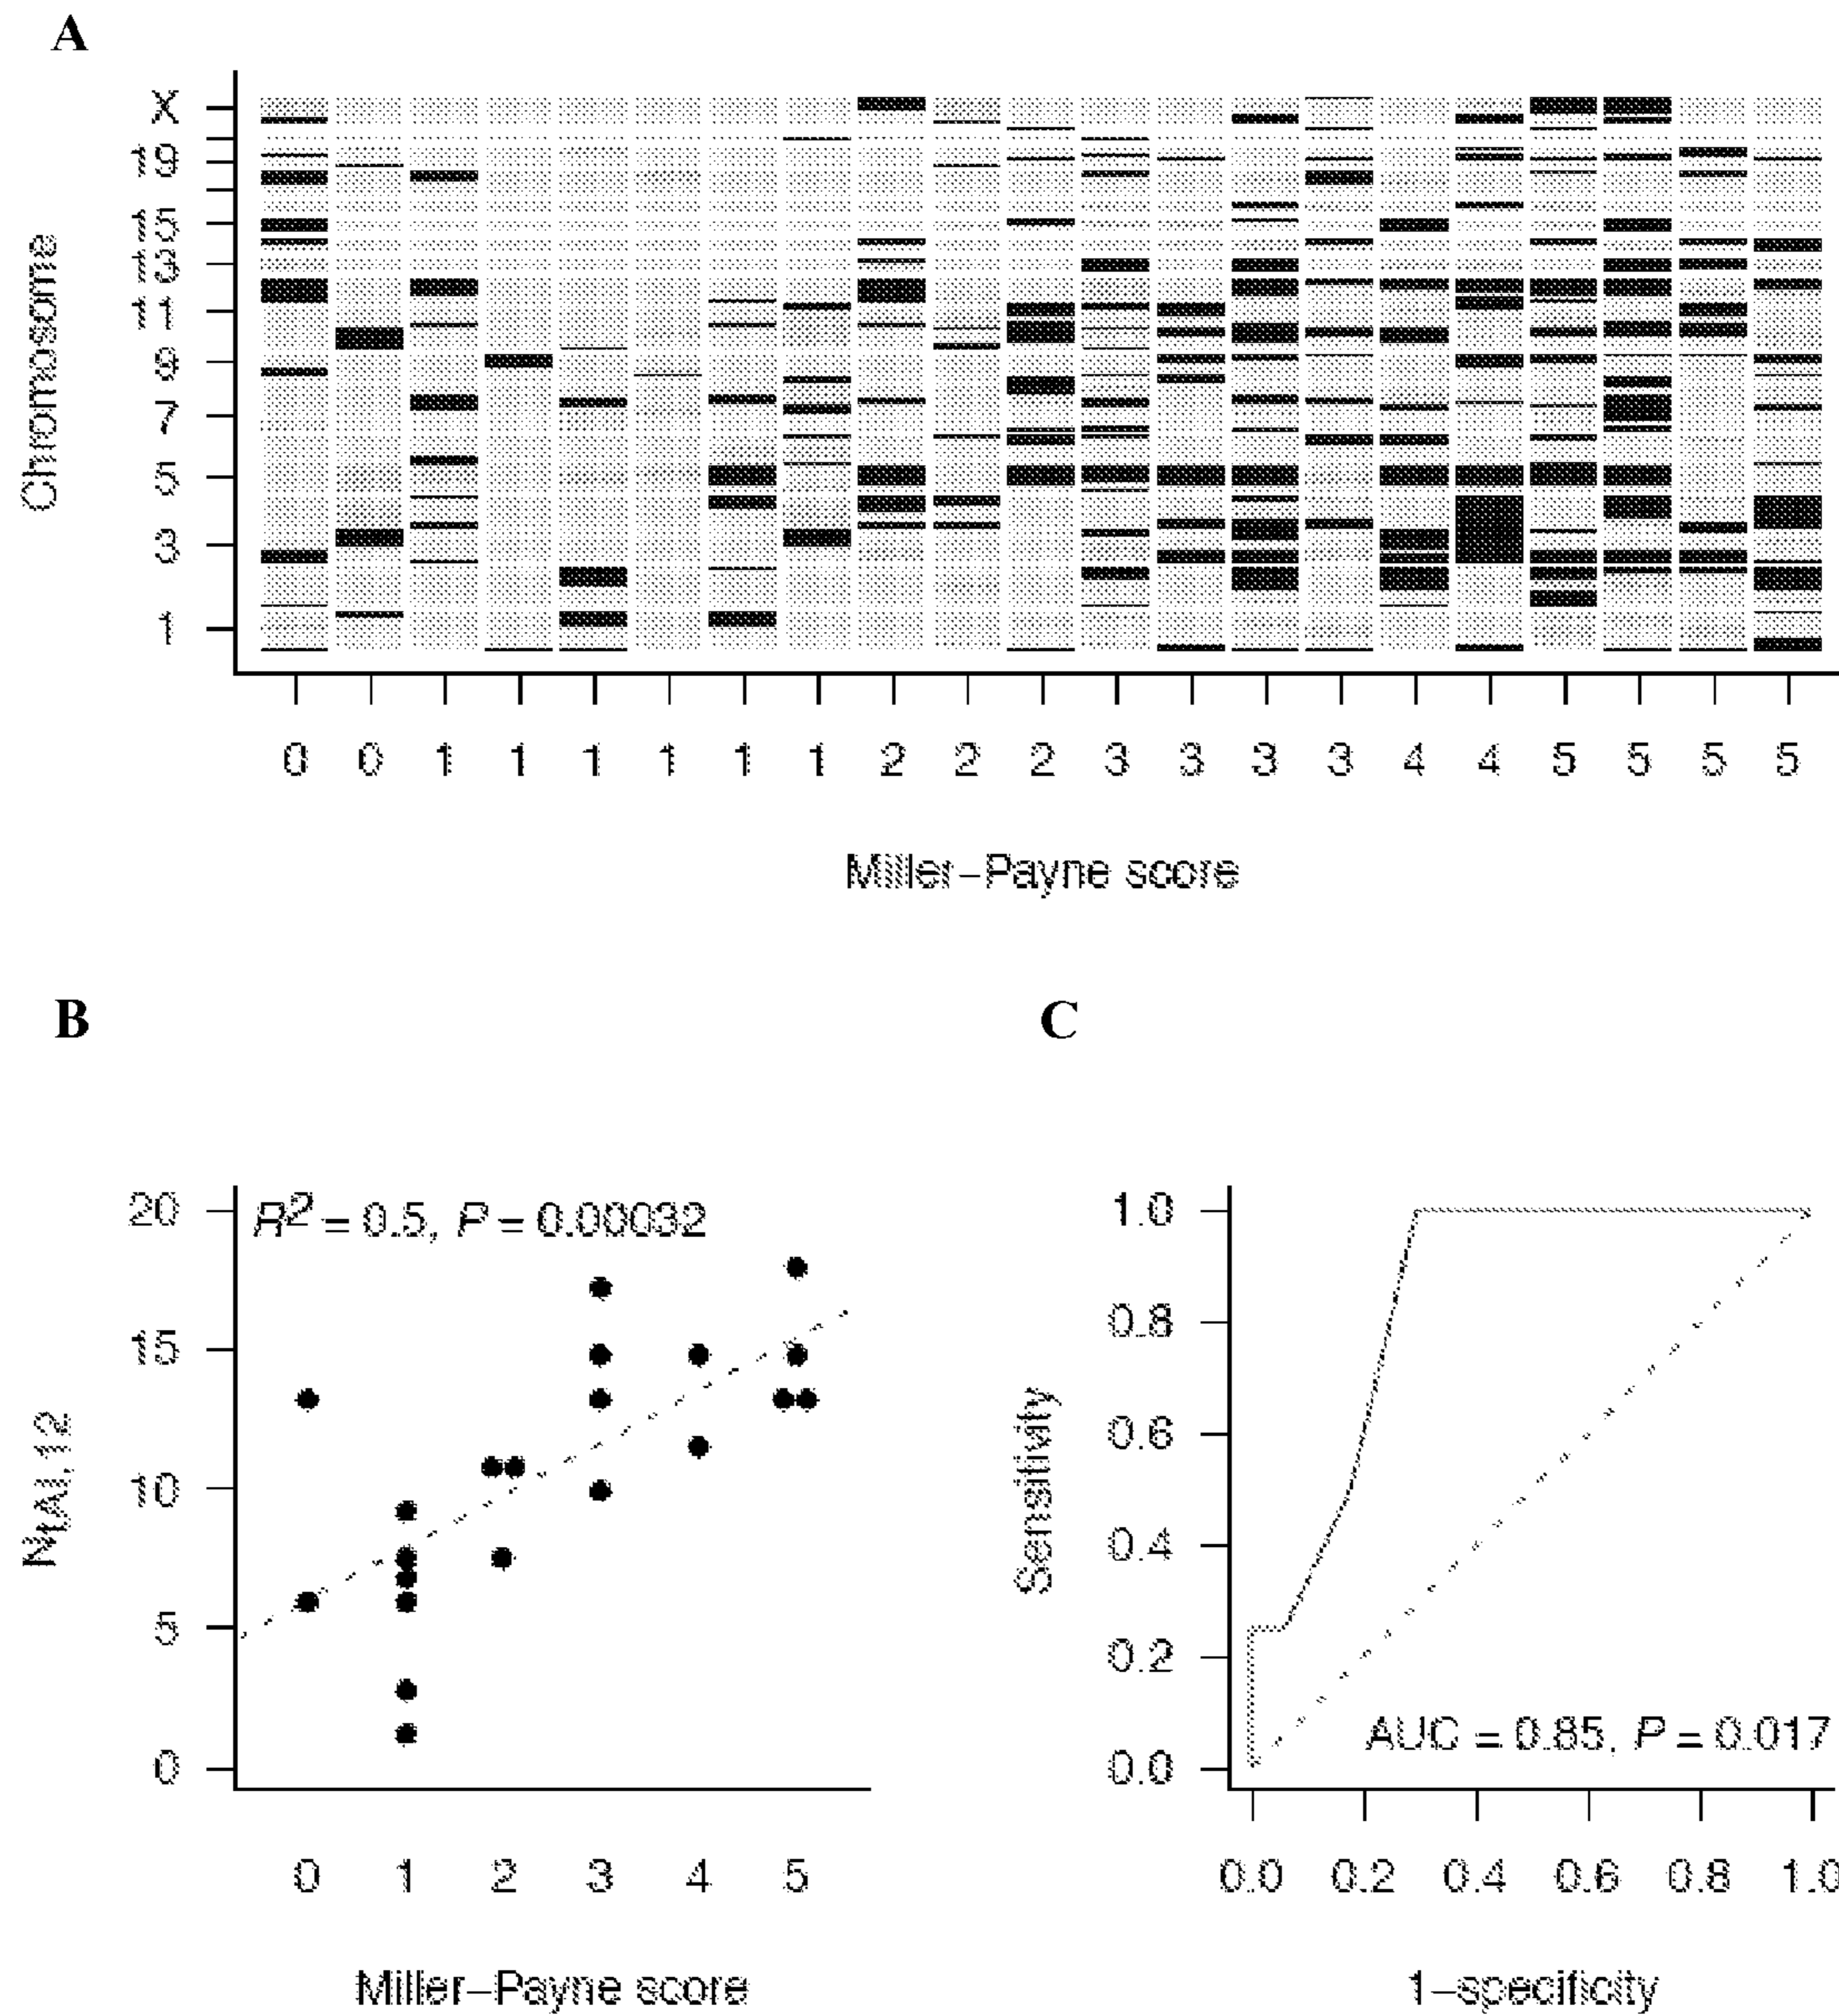 A
Chromosome
X
19
15
13
11
9
7
5
3
1
0 0 1 1 1 1 1 1 2 2 2 3 3 3 3 4 4 5 5 5 5
Miller-Payne score
B
R2 = 0.5, P = 0.00032
NtAI,12
20
15
10
5
0
0 1 2 3 4 5
Miller-Payne score
C
Sensitivity
1.0
0.8
0.6
0.4
0.2
0.0
AUC = 0.85, P = 0.017
0.0 0.2 0.4 0.6 0.8 1.0
1-specificity